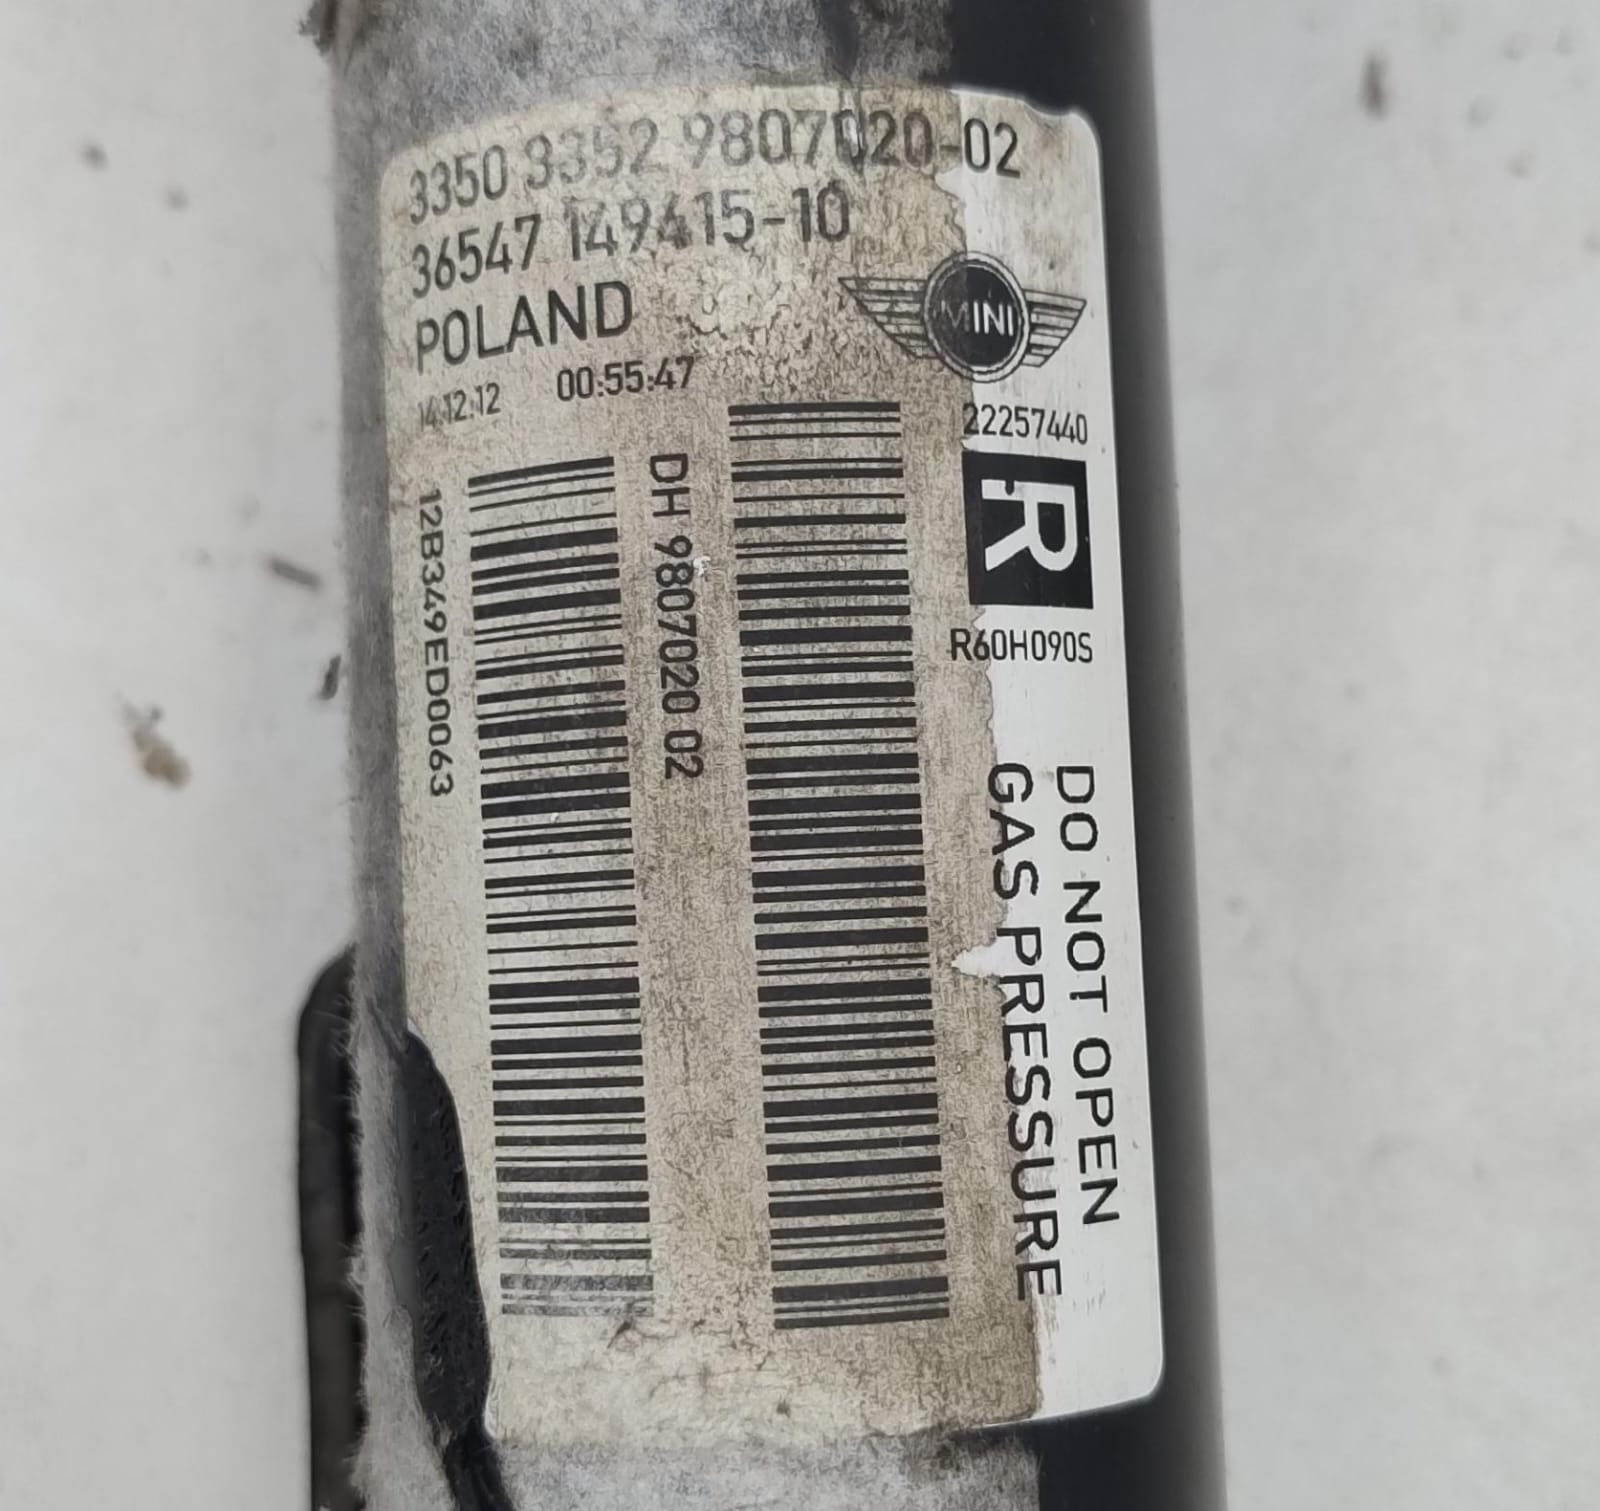 3350 3352 9807020-02
36547 149415-10
POLAND
MINI
14.12.12 00:55:47
22257440
R
R60H090S
12B349ED0063
DH 9807020 02
DO NOT OPEN
GAS PRESSURE